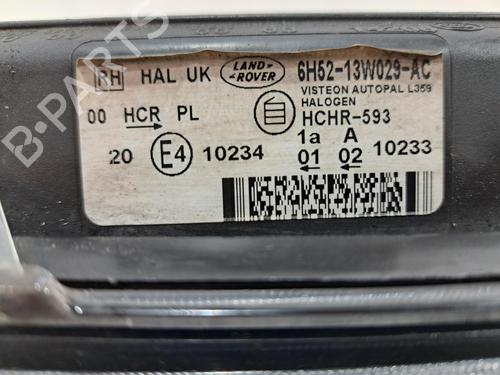 RH HAL UK LAND ROVER 6H52-13W029-AC
VISTEON AUTOPAL L359
HALOGEN
00 HCR PL HCHR-593
1a A
20 E4 10234 01 02 10233
B-PARTS